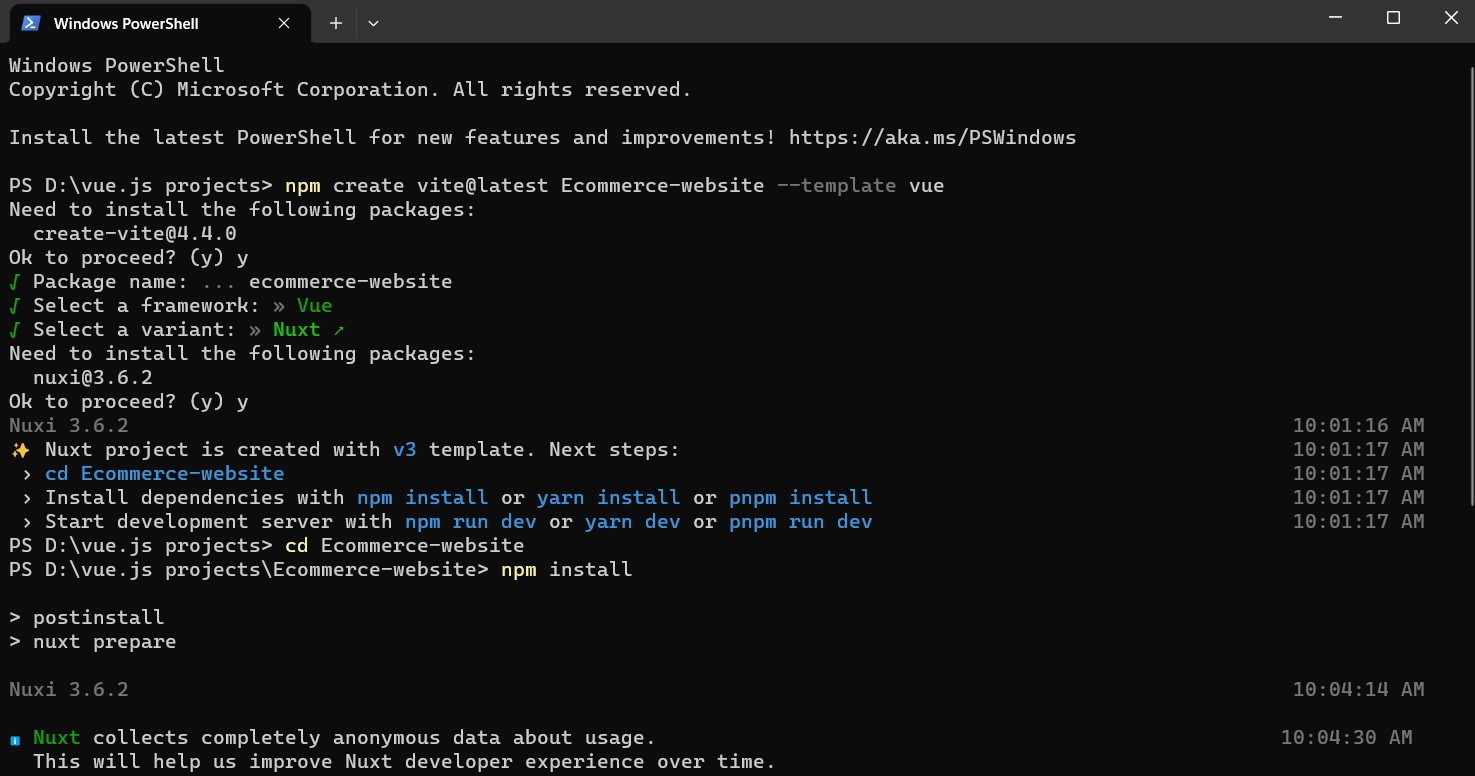 Windows PowerShell
Windows PowerShell
Copyright (C) Microsoft Corporation. All rights reserved.
Install the latest PowerShell for new features and improvements! https://aka.ms/PSWindows
PS D:\vue.js projects> npm create vite@latest Ecommerce-website --template vue
Need to install the following packages:
  create-vite@4.4.0
Ok to proceed? (y) y
√ Package name: ... ecommerce-website
√ Select a framework: » Vue
√ Select a variant: » Nuxt ↗
Need to install the following packages:
  nuxi@3.6.2
Ok to proceed? (y) y
Nuxi 3.6.2 10:01:16 AM
✨ Nuxt project is created with v3 template. Next steps: 10:01:17 AM
 › cd Ecommerce-website 10:01:17 AM
 › Install dependencies with npm install or yarn install or pnpm install 10:01:17 AM
 › Start development server with npm run dev or yarn dev or pnpm run dev 10:01:17 AM
PS D:\vue.js projects> cd Ecommerce-website
PS D:\vue.js projects\Ecommerce-website> npm install
> postinstall
> nuxt prepare
Nuxi 3.6.2 10:04:14 AM
ℹ Nuxt collects completely anonymous data about usage. 10:04:30 AM
  This will help us improve Nuxt developer experience over time.